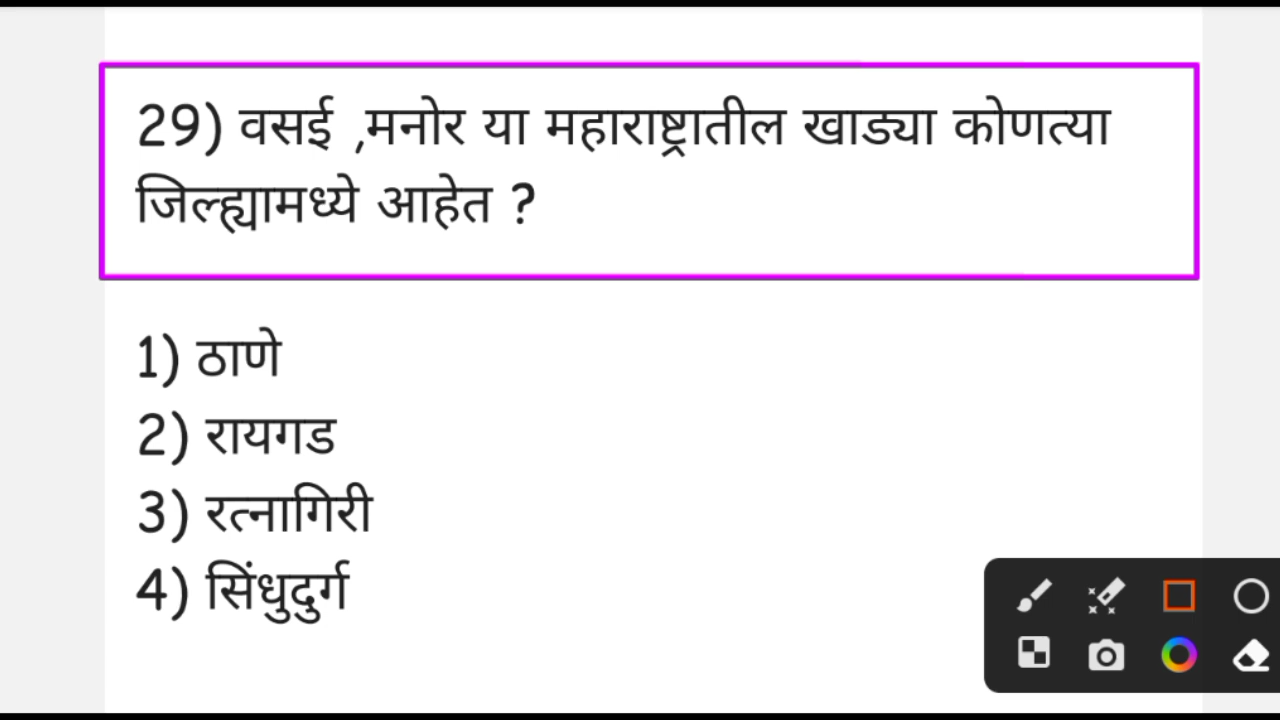 29) वसई ,मनोर या महाराष्ट्रातील खाड्या कोणत्या
जिल्ह्यामध्ये आहेत ?
1) ठाणे
2) रायगड
3) रत्नागिरी
4) सिंधुदुर्ग